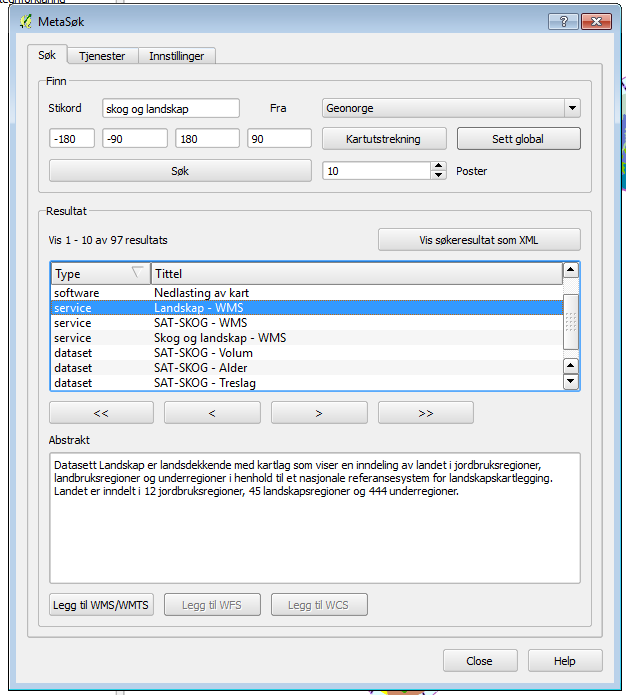 MetaSøk
Søk Tjenester Innstillinger
Finn
Stikord skog og landskap Fra Geonorge
-180 -90 180 90 Kartutstrekning Sett global
Søk 10 Poster
Resultat
Vis 1 - 10 av 97 resultats Vis søkeresultat som XML
Type Tittel
software Nedlasting av kart
service Landskap - WMS
service SAT-SKOG - WMS
service Skog og landskap - WMS
dataset SAT-SKOG - Volum
dataset SAT-SKOG - Alder
dataset SAT-SKOG - Treslag
<< < > >>
Abstrakt
Datasett Landskap er landsdekkende med kartlag som viser en inndeling av landet i jordbruksregioner,
landbruksregioner og underregioner i henhold til et nasjonale referansesystem for landskapskartlegging.
Landet er inndelt i 12 jordbruksregioner, 45 landskapsregioner og 444 underregioner.
Legg til WMS/WMTS Legg til WFS Legg til WCS
Close Help